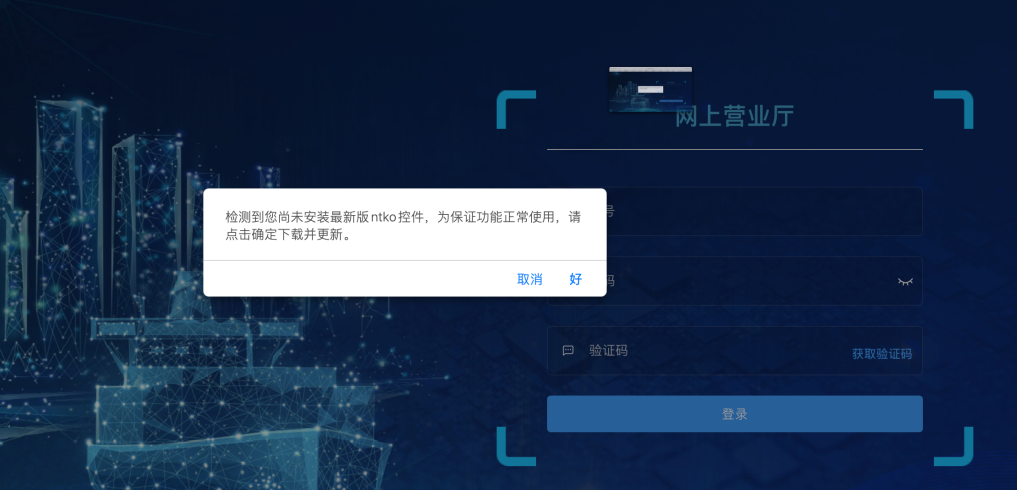 网上营业厅
检测到您尚未安装最新版ntko控件，为保证功能正常使用，请
点击确定下载并更新。
取消 好
号
码
验证码 获取验证码
登录